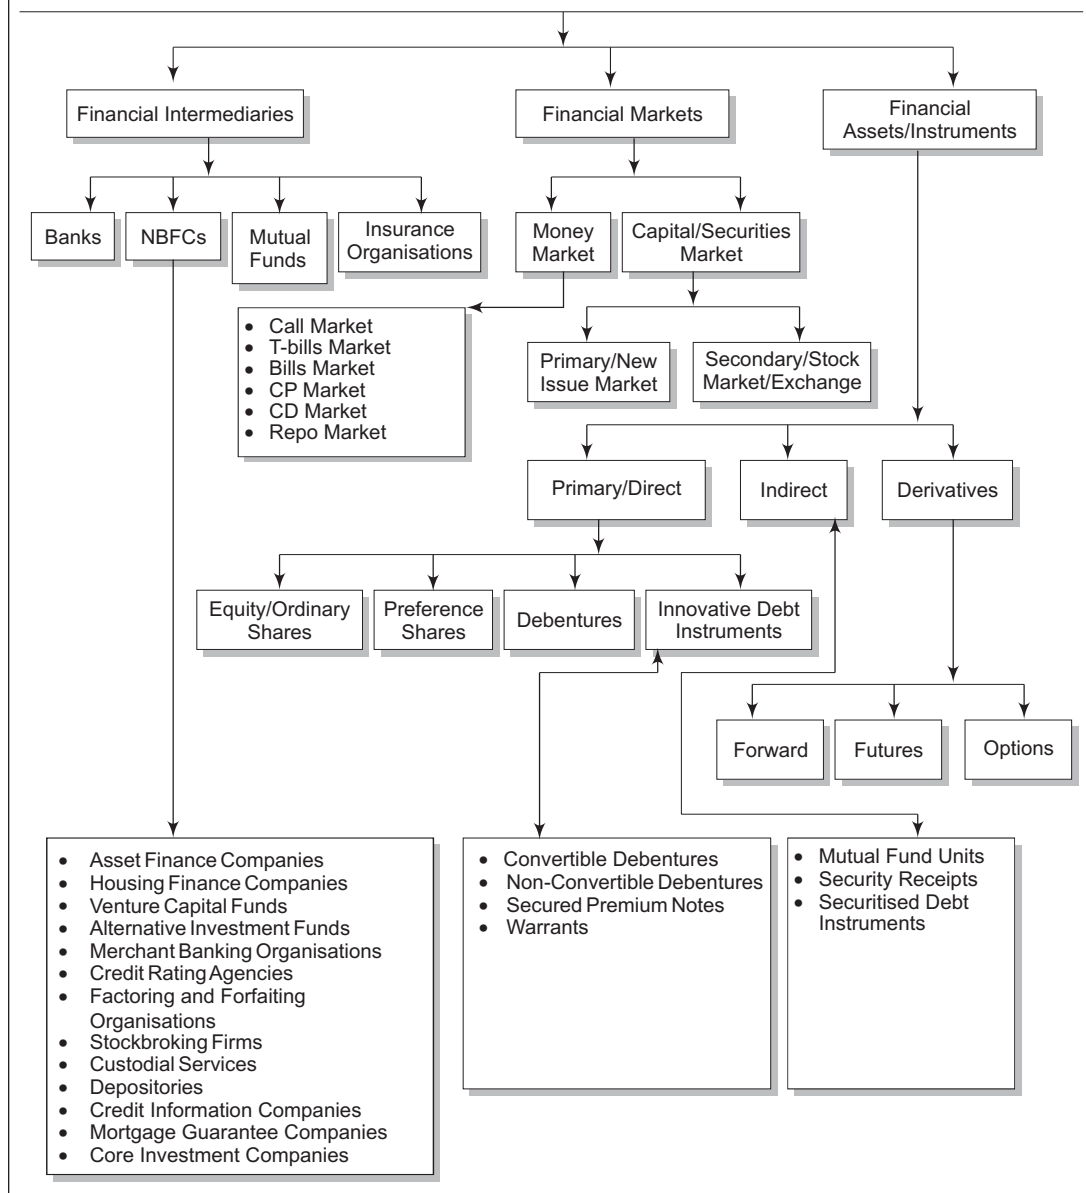 Financial Intermediaries
Financial Markets
Financial
Assets/Instruments
Banks
NBFCs
Mutual
Funds
Insurance
Organisations
Money
Market
Capital/Securities
Market
• Call Market
• T-bills Market
• Bills Market
• CP Market
• CD Market
• Repo Market
Primary/New
Issue Market
Secondary/Stock
Market/Exchange
Primary/Direct
Indirect
Derivatives
Equity/Ordinary
Shares
Preference
Shares
Debentures
Innovative Debt
Instruments
Forward
Futures
Options
• Asset Finance Companies
• Housing Finance Companies
• Venture Capital Funds
• Alternative Investment Funds
• Merchant Banking Organisations
• Credit Rating Agencies
• Factoring and Forfaiting
Organisations
• Stockbroking Firms
• Custodial Services
• Depositories
• Credit Information Companies
• Mortgage Guarantee Companies
• Core Investment Companies
• Convertible Debentures
• Non-Convertible Debentures
• Secured Premium Notes
• Warrants
• Mutual Fund Units
• Security Receipts
• Securitised Debt
Instruments